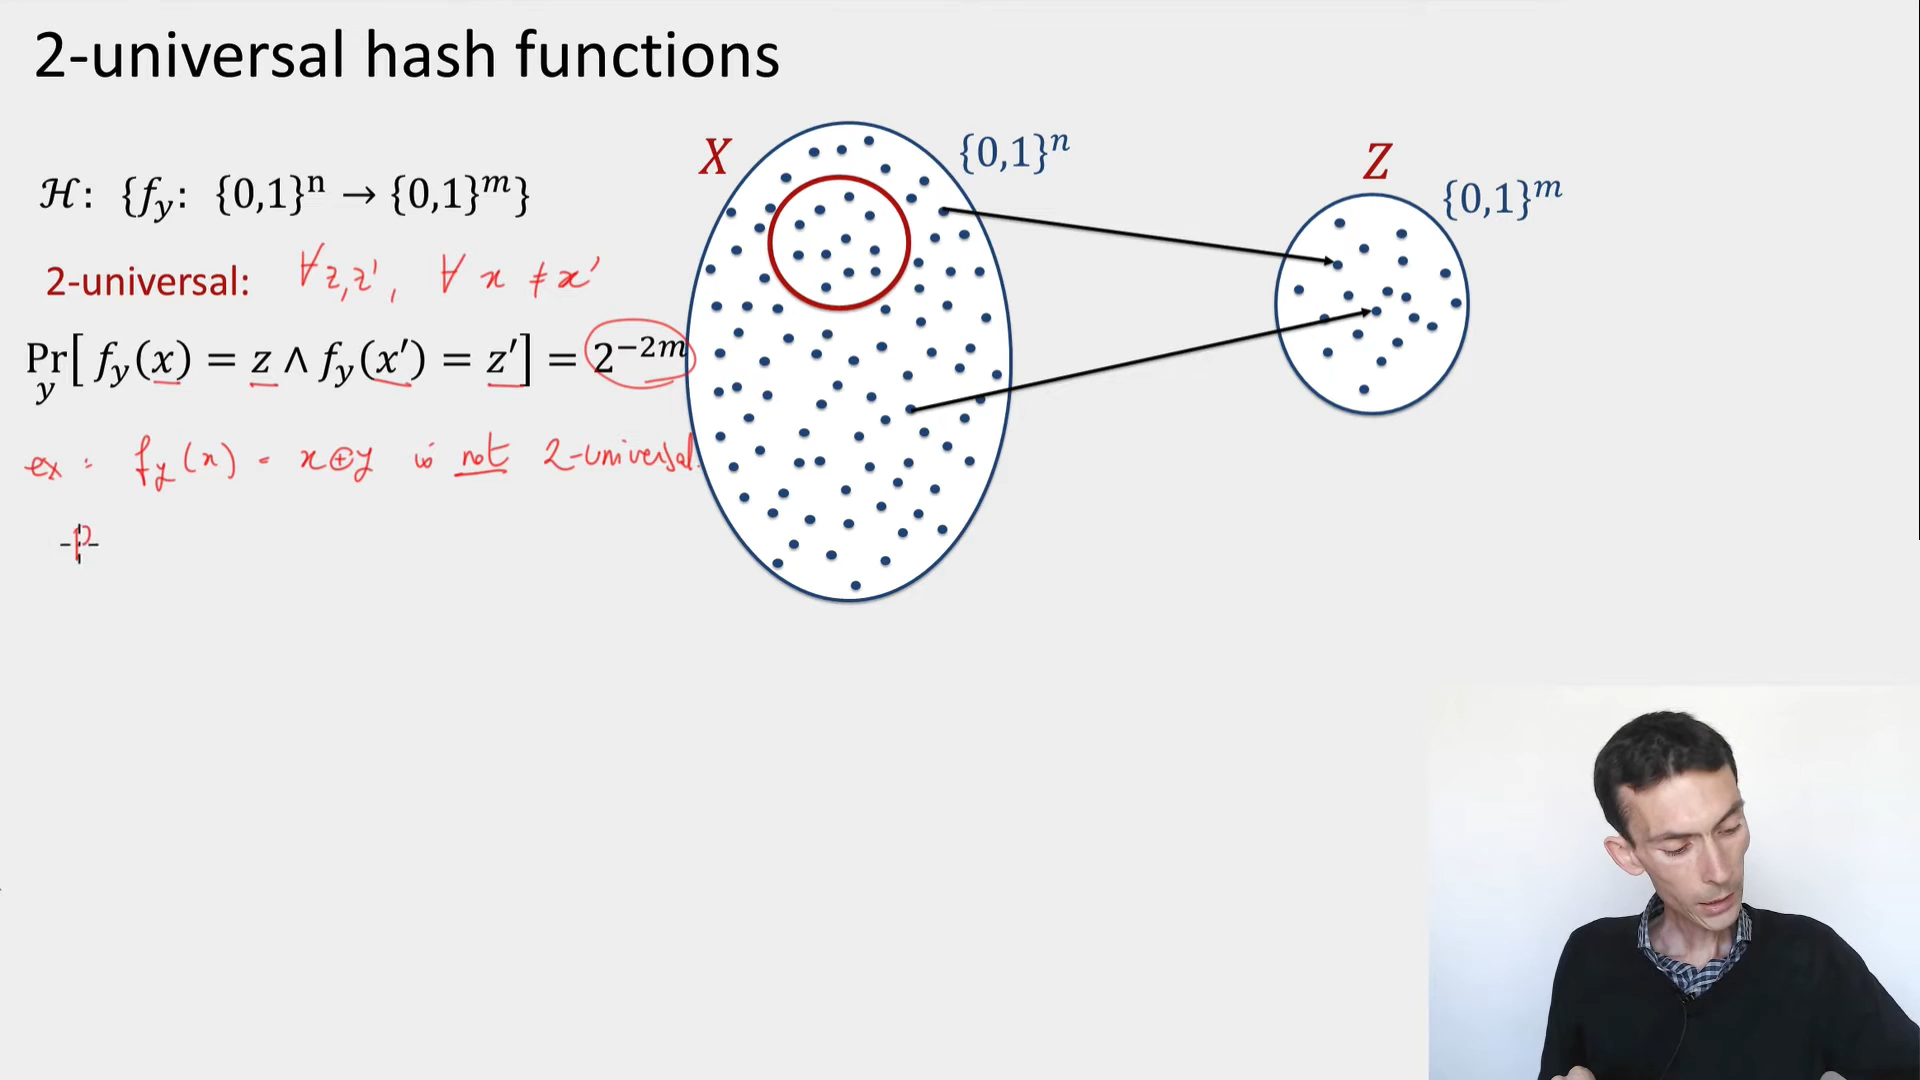 2-universal hash functions
ℋ: {f_y: {0,1}ⁿ → {0,1}ᵐ}
2-universal: ∀ z,z', ∀ x ≠ x'
Pr_y[ f_y(x) = z ∧ f_y(x′) = z′] = 2⁻²ᵐ
ex : f_y(x) = x⊕y is not 2-universal.
P
X
{0,1}ⁿ
Z
{0,1}ᵐ